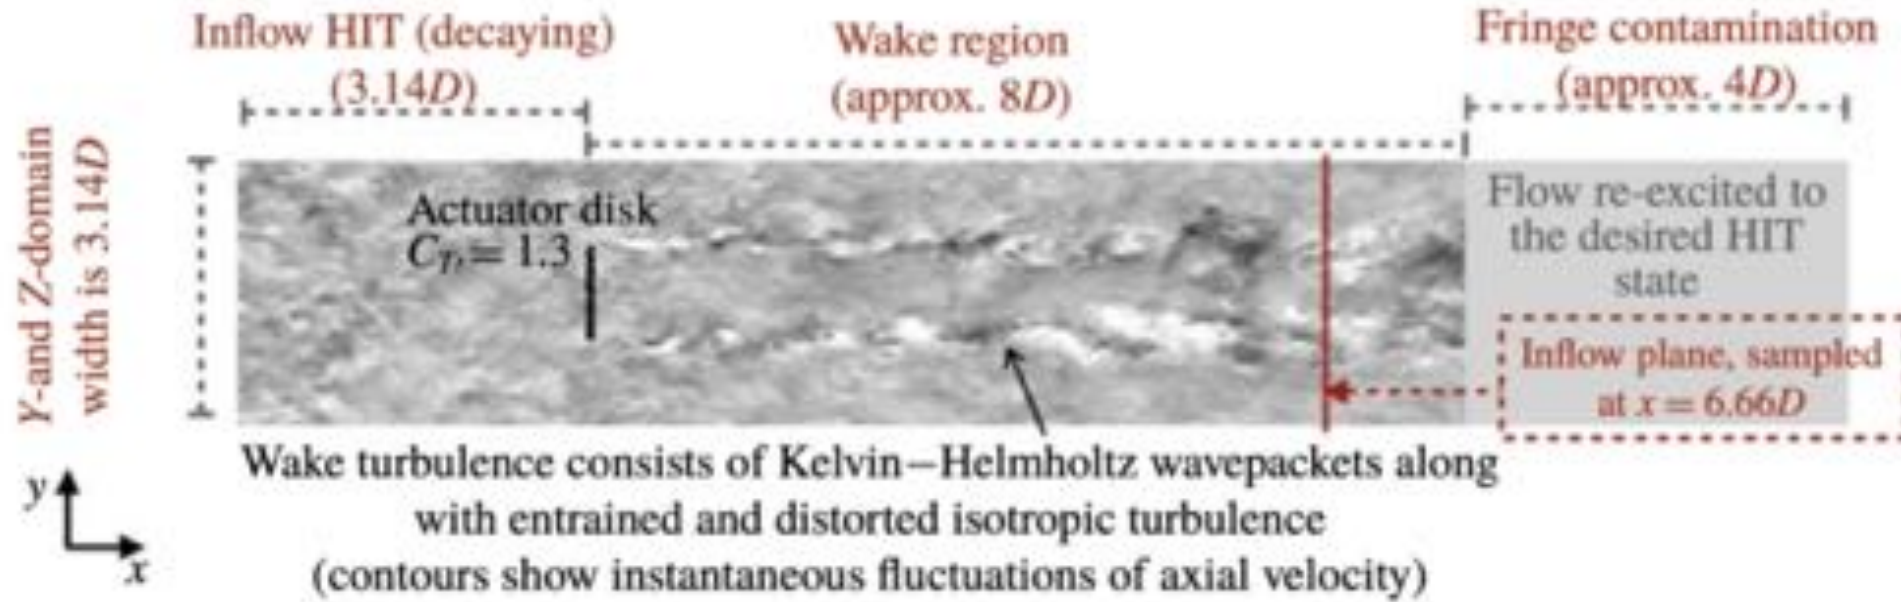 Inflow HIT (decaying)
(3.14D)
Wake region
(approx. 8D)
Fringe contamination
(approx. 4D)
Y-and Z-domain
width is 3.14D
Actuator disk
C_T' = 1.3
Flow re-excited to
the desired HIT
state
Inflow plane, sampled
at x = 6.66D
Wake turbulence consists of Kelvin–Helmholtz wavepackets along
with entrained and distorted isotropic turbulence
(contours show instantaneous fluctuations of axial velocity)
y
x